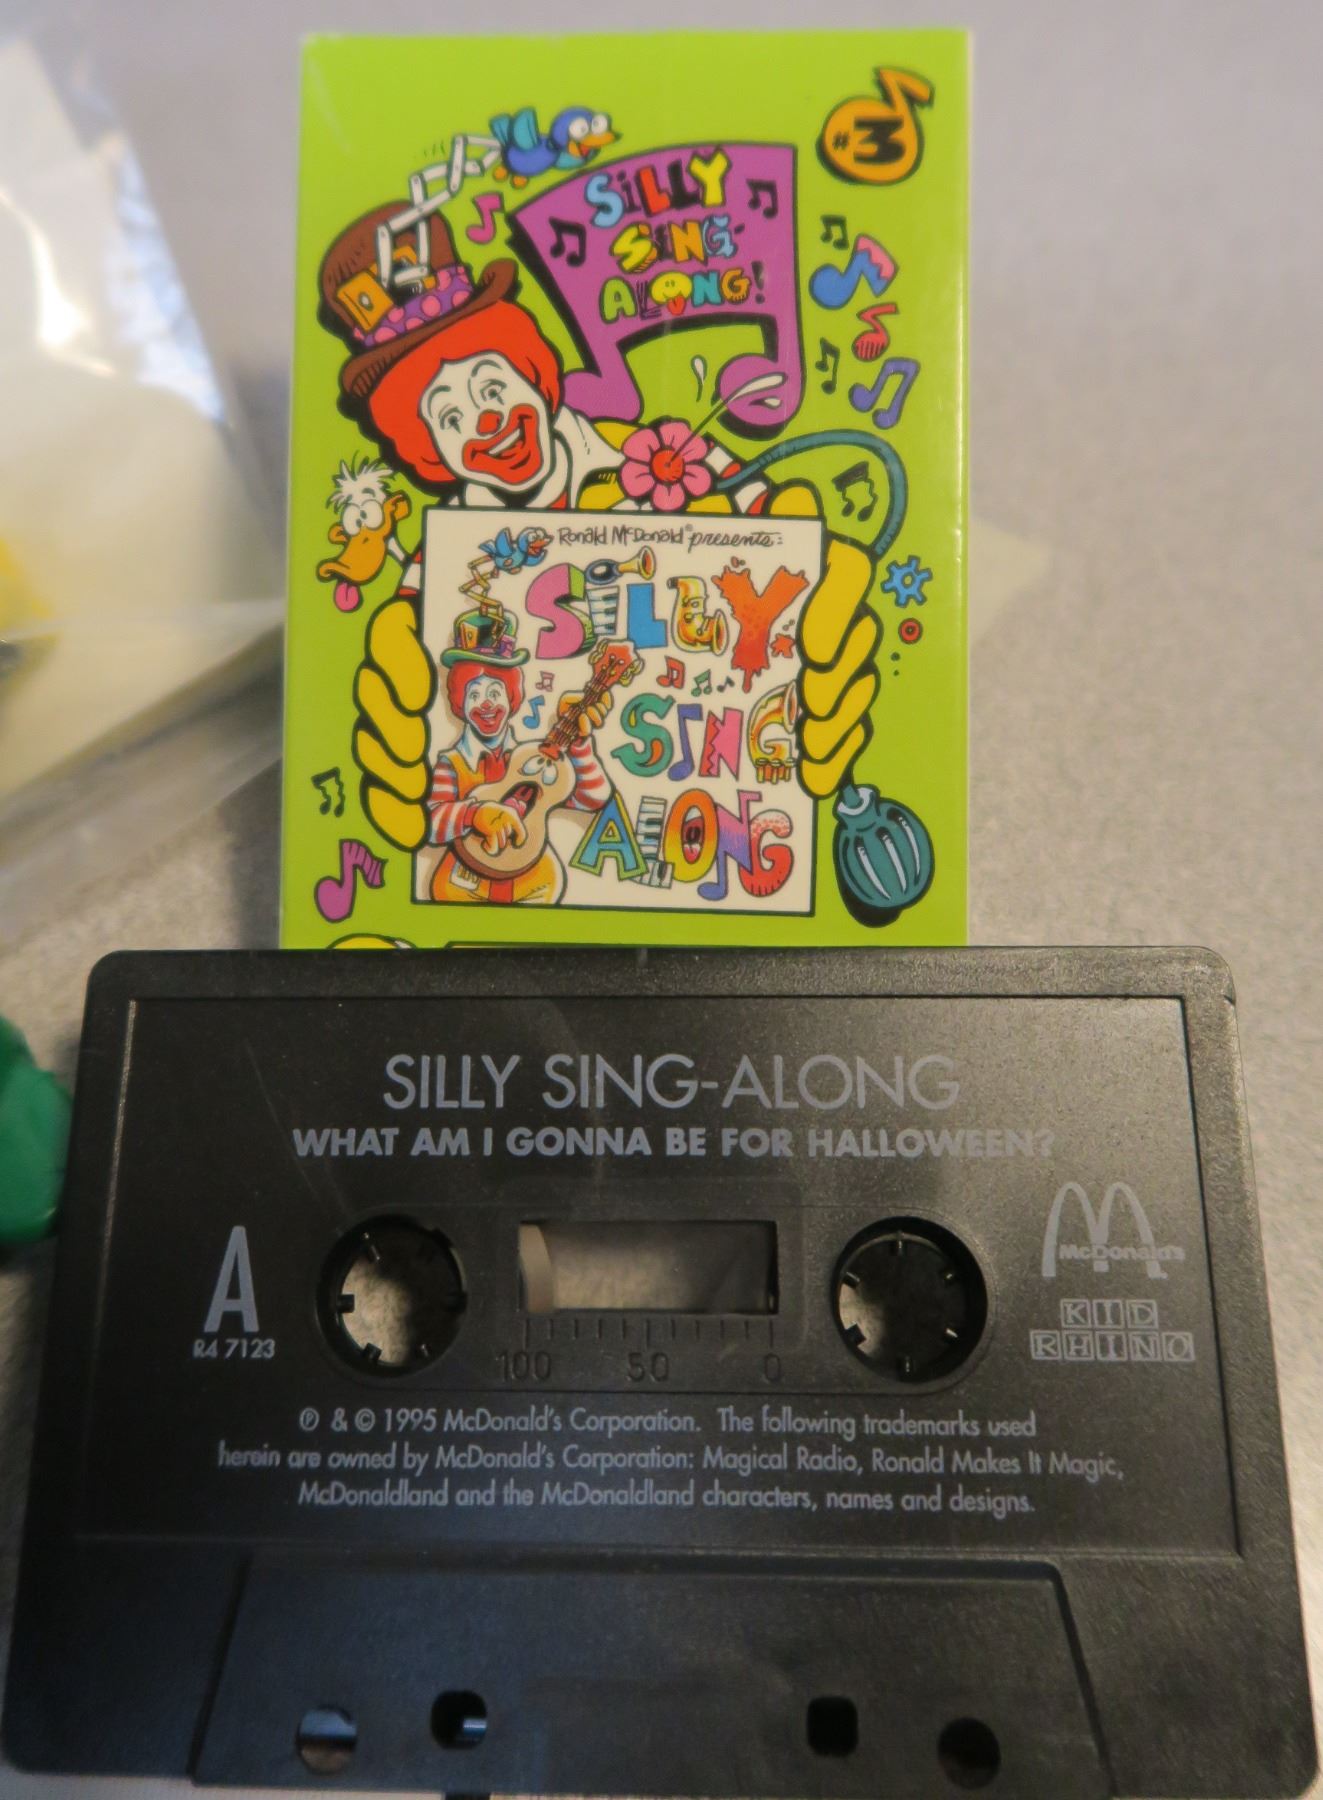 #3
SILLY
SING-
ALONG!
Ronald McDonald® presents:
SILLY
SING
ALONG
SILLY SING-ALONG
WHAT AM I GONNA BE FOR HALLOWEEN?
A
R4 7123
McDonald's
KID
RHINO
100 50 0
℗ & © 1995 McDonald's Corporation. The following trademarks used
herein are owned by McDonald's Corporation: Magical Radio, Ronald Makes It Magic,
McDonaldland and the McDonaldland characters, names and designs.